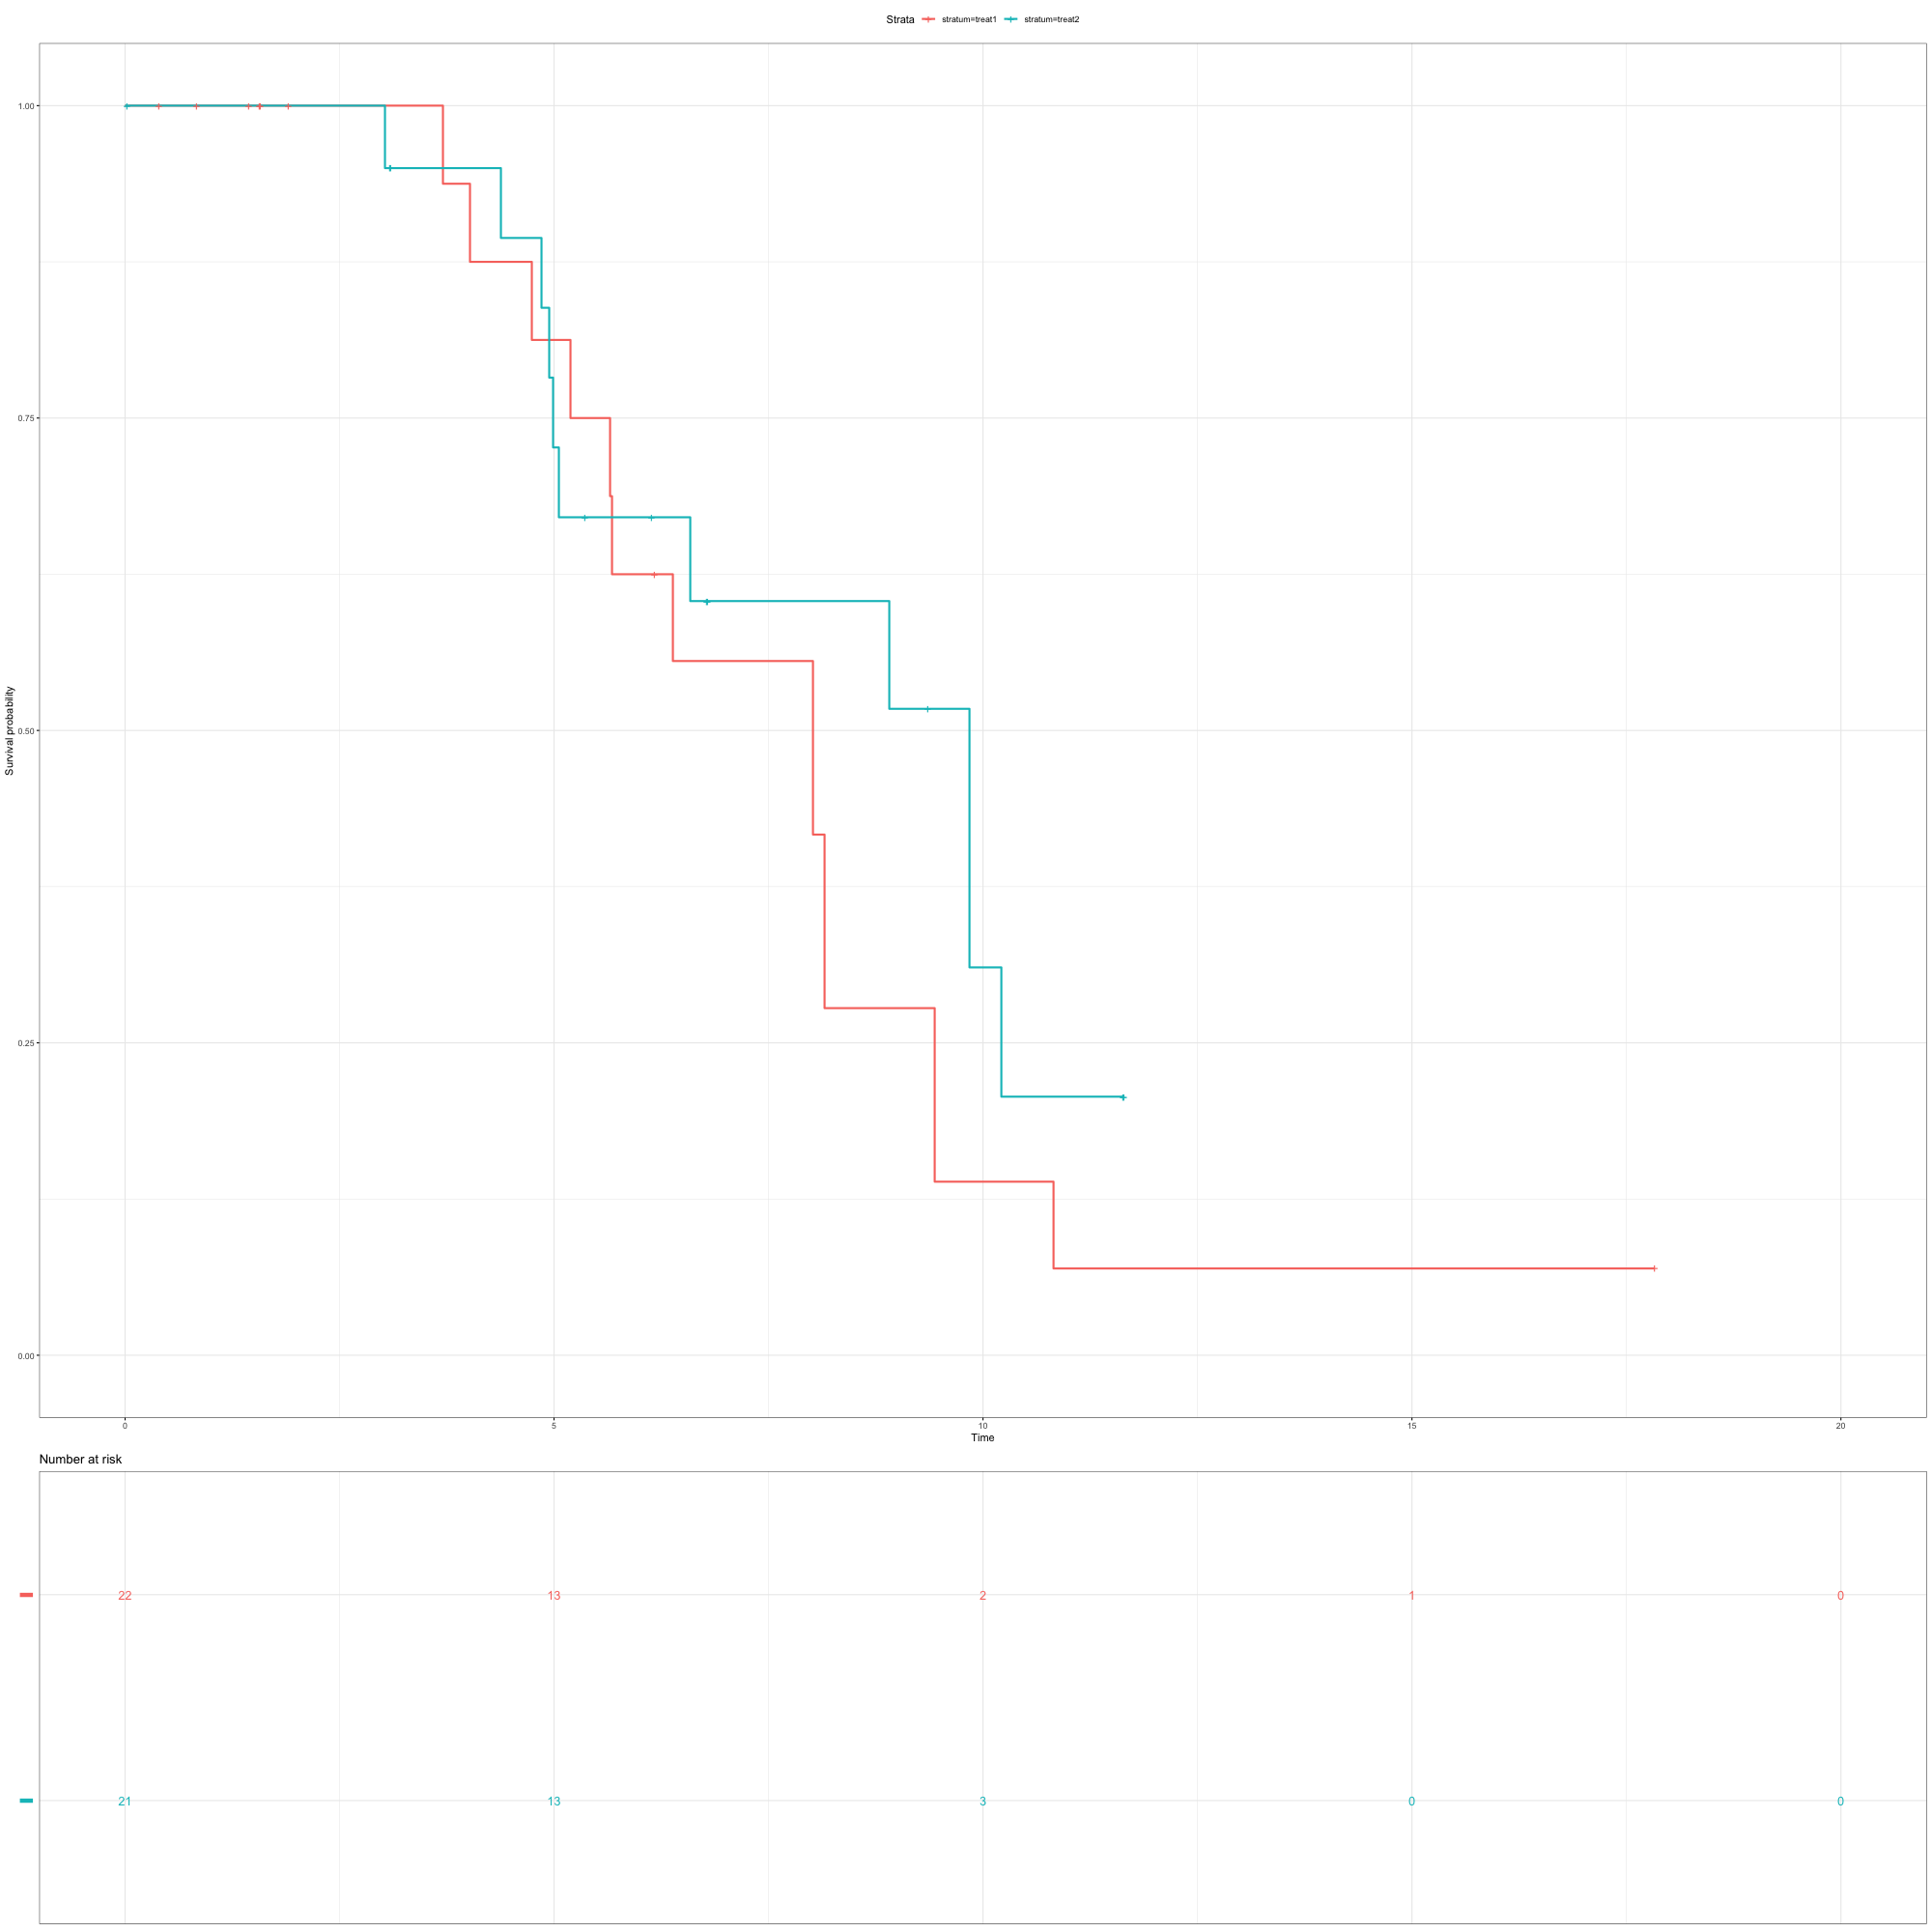 Strata stratum=treat1 stratum=treat2
1.00
0.75
0.50
0.25
0.00
Survival probability
0 5 10 15 20
Time
Number at risk
22 13 2 1 0
21 13 3 0 0